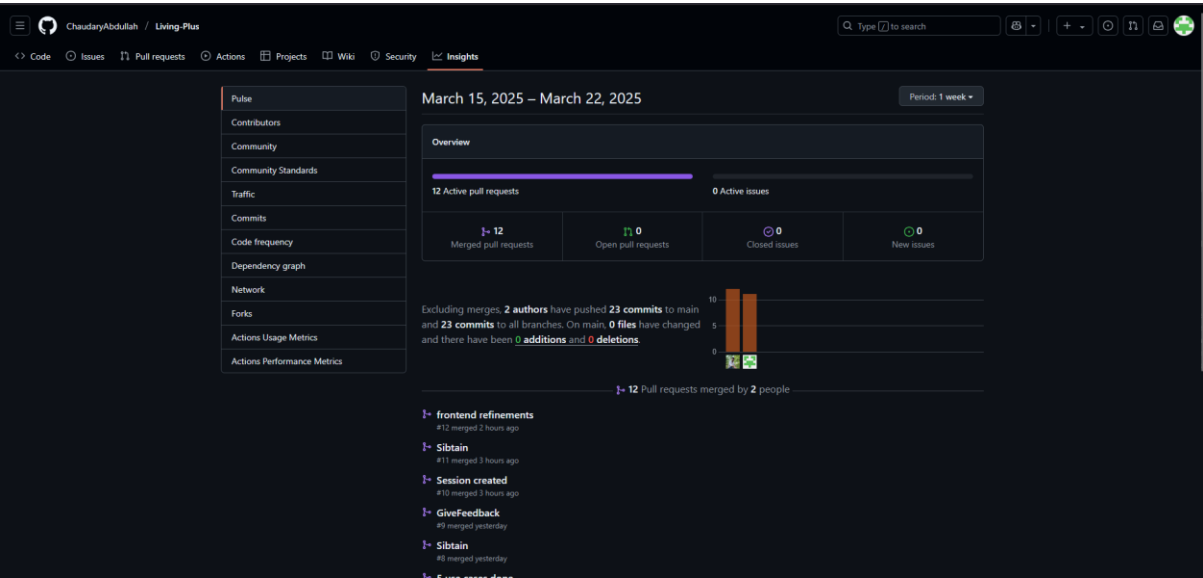 ChaudaryAbdullah / Living-Plus
Type / to search
Code Issues Pull requests Actions Projects Wiki Security Insights
Pulse
Contributors
Community
Community Standards
Traffic
Commits
Code frequency
Dependency graph
Network
Forks
Actions Usage Metrics
Actions Performance Metrics
March 15, 2025 – March 22, 2025
Period: 1 week
Overview
12 Active pull requests
0 Active issues
12
Merged pull requests
0
Open pull requests
0
Closed issues
0
New issues
Excluding merges, 2 authors have pushed 23 commits to main
and 23 commits to all branches. On main, 0 files have changed
and there have been 0 additions and 0 deletions.
10
5
0
12 Pull requests merged by 2 people
frontend refinements
#12 merged 2 hours ago
Sibtain
#11 merged 3 hours ago
Session created
#10 merged 3 hours ago
GiveFeedback
#9 merged yesterday
Sibtain
#8 merged yesterday
5 use cases done